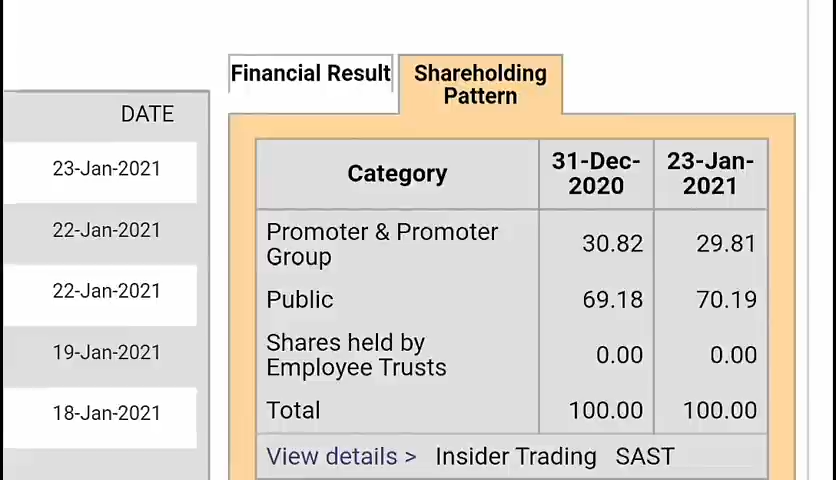 Financial Result
Shareholding
Pattern
DATE
23-Jan-2021
22-Jan-2021
22-Jan-2021
19-Jan-2021
18-Jan-2021
Category 31-Dec-2020 23-Jan-2021
Promoter & Promoter
Group 30.82 29.81
Public 69.18 70.19
Shares held by
Employee Trusts 0.00 0.00
Total 100.00 100.00
View details > Insider Trading SAST